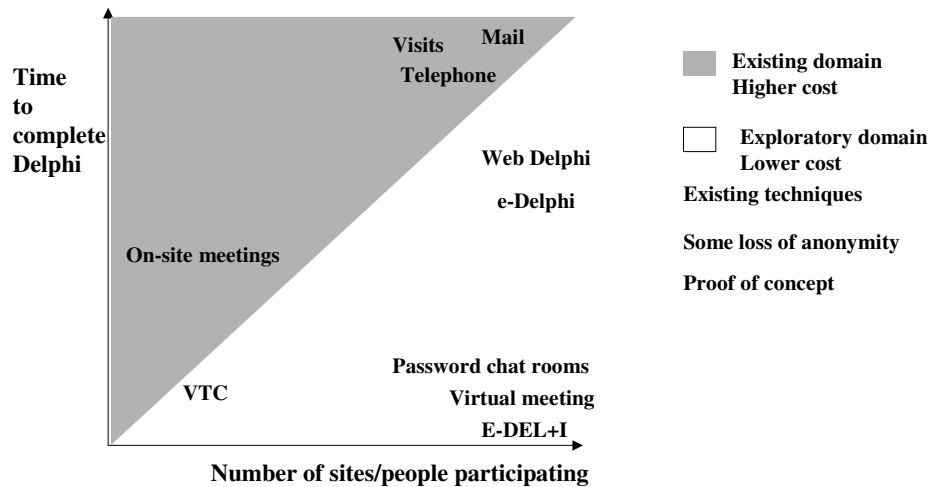 Time
to
complete
Delphi
Visits
Mail
Telephone
Web Delphi
e-Delphi
On-site meetings
Password chat rooms
VTC
Virtual meeting
E-DEL+I
Number of sites/people participating
Existing domain
Higher cost
Exploratory domain
Lower cost
Existing techniques
Some loss of anonymity
Proof of concept